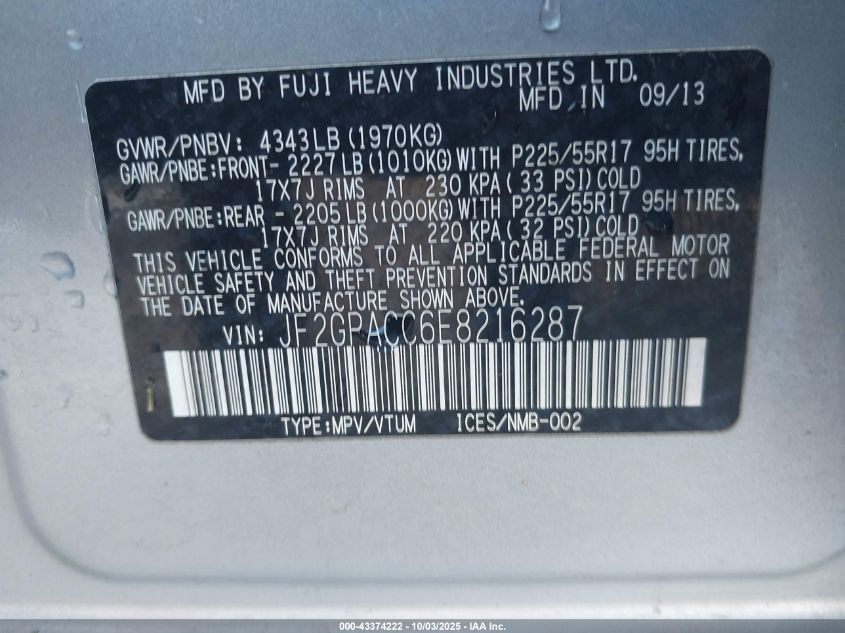 MFD BY FUJI HEAVY INDUSTRIES LTD.
MFD IN 09/13
GVWR/PNBV: 4343LB (1970KG)
GAWR/PNBE:FRONT- 2227LB (1010KG) WITH P225/55R17 95H TIRES,
17X7J RIMS AT 230 KPA( 33 PSI) COLD
GAWR/PNBE:REAR - 2205LB (1000KG) WITH P225/55R17 95H TIRES,
17X7J RIMS AT 220 KPA( 32 PSI) COLD
THIS VEHICLE CONFORMS TO ALL APPLICABLE FEDERAL MOTOR
VEHICLE SAFETY AND THEFT PREVENTION STANDARDS IN EFFECT ON
THE DATE OF MANUFACTURE SHOWN ABOVE.
VIN: JF2GPACC6E8216287
TYPE:MPV/VTUM ICES/NMB-002
000-43374222 - 10/03/2025 - IAA Inc.